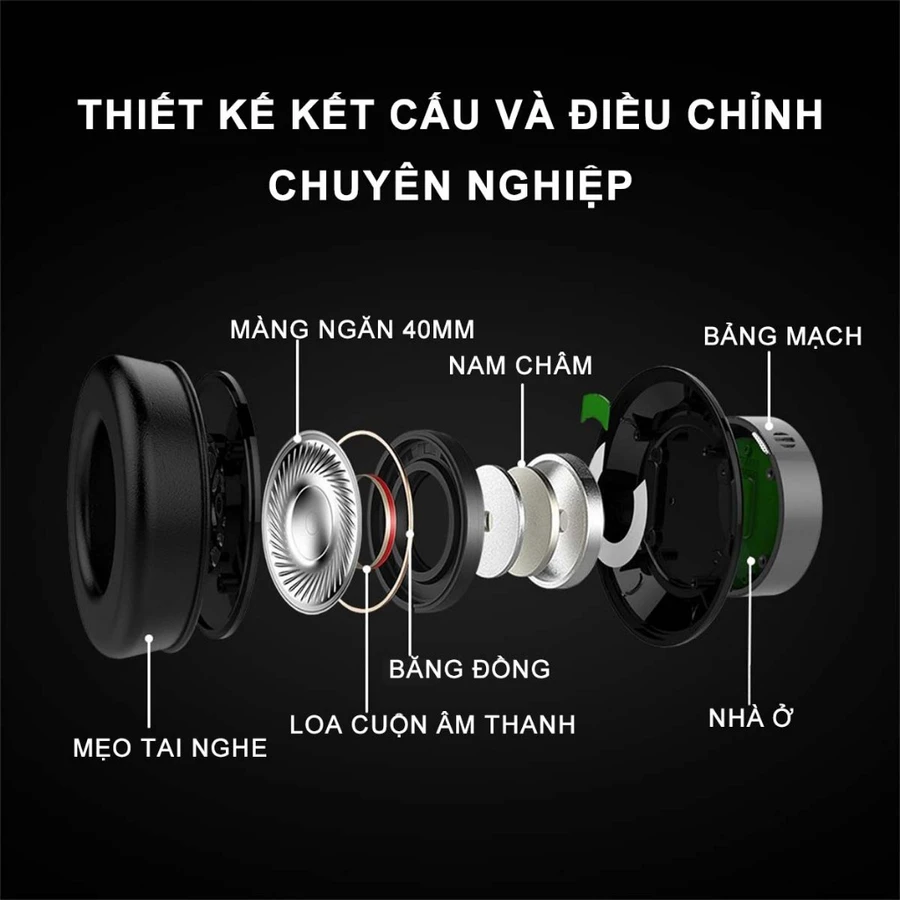 THIẾT KẾ KẾT CẤU VÀ ĐIỀU CHỈNH
CHUYÊN NGHIỆP
MÀNG NGĂN 40MM
BẢNG MẠCH
NAM CHÂM
BĂNG ĐỒNG
NHÀ Ở
LOA CUỘN ÂM THANH
MẸO TAI NGHE